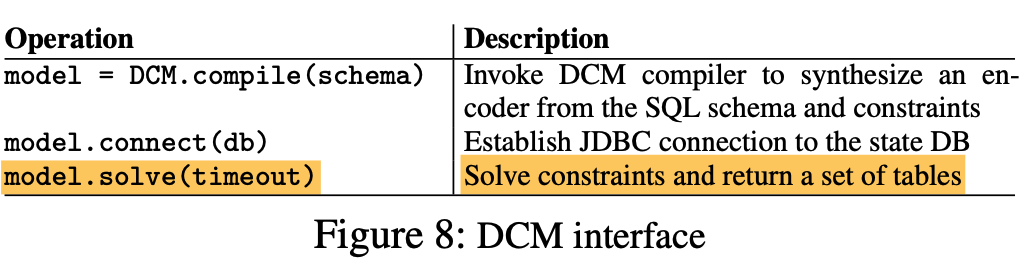 Operation Description
model = DCM.compile(schema) Invoke DCM compiler to synthesize an en-
coder from the SQL schema and constraints
model.connect(db) Establish JDBC connection to the state DB
model.solve(timeout) Solve constraints and return a set of tables
Figure 8: DCM interface